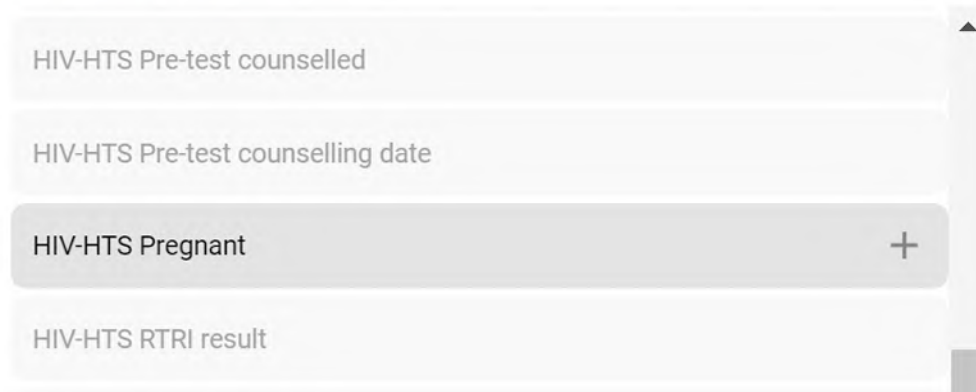 HIV-HTS Pre-test counselled
HIV-HTS Pre-test counselling date
HIV-HTS Pregnant
HIV-HTS RTRI result